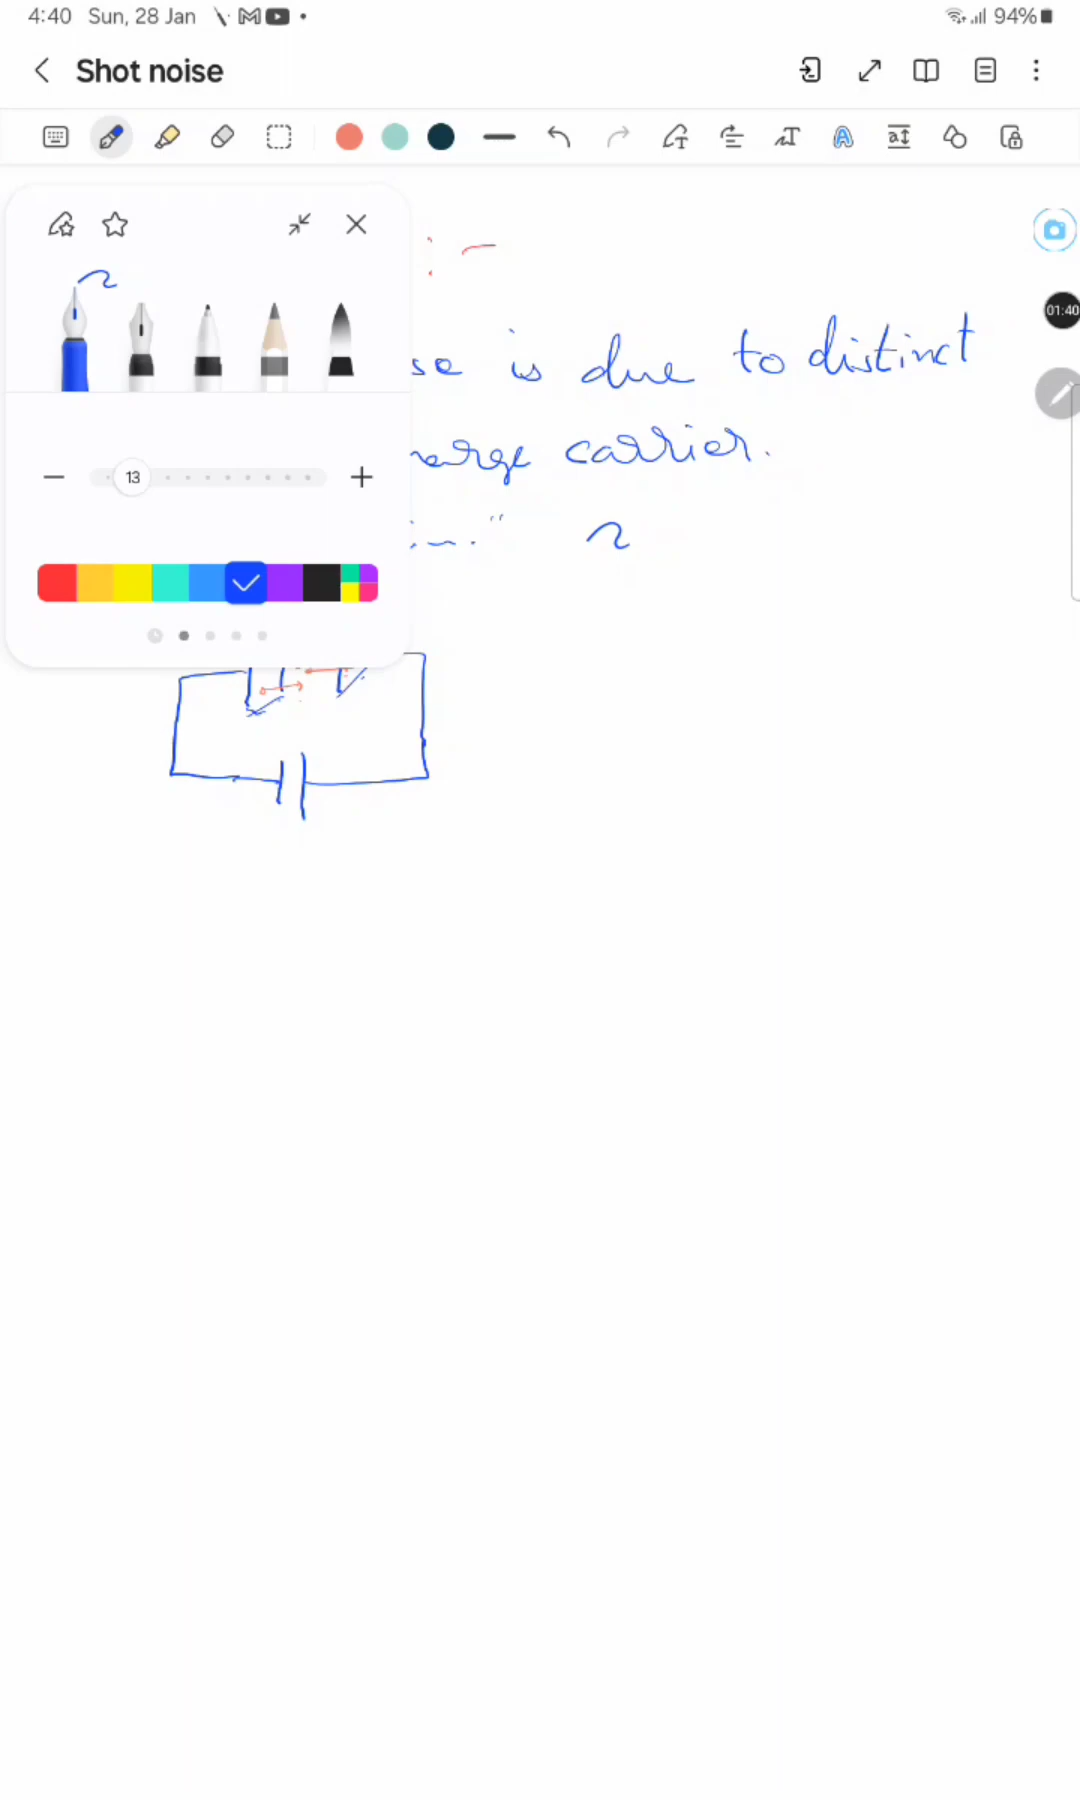 4:40 Sun, 28 Jan 94%
Shot noise
: -
01:40
se is due to distinct
arge carrier.
13